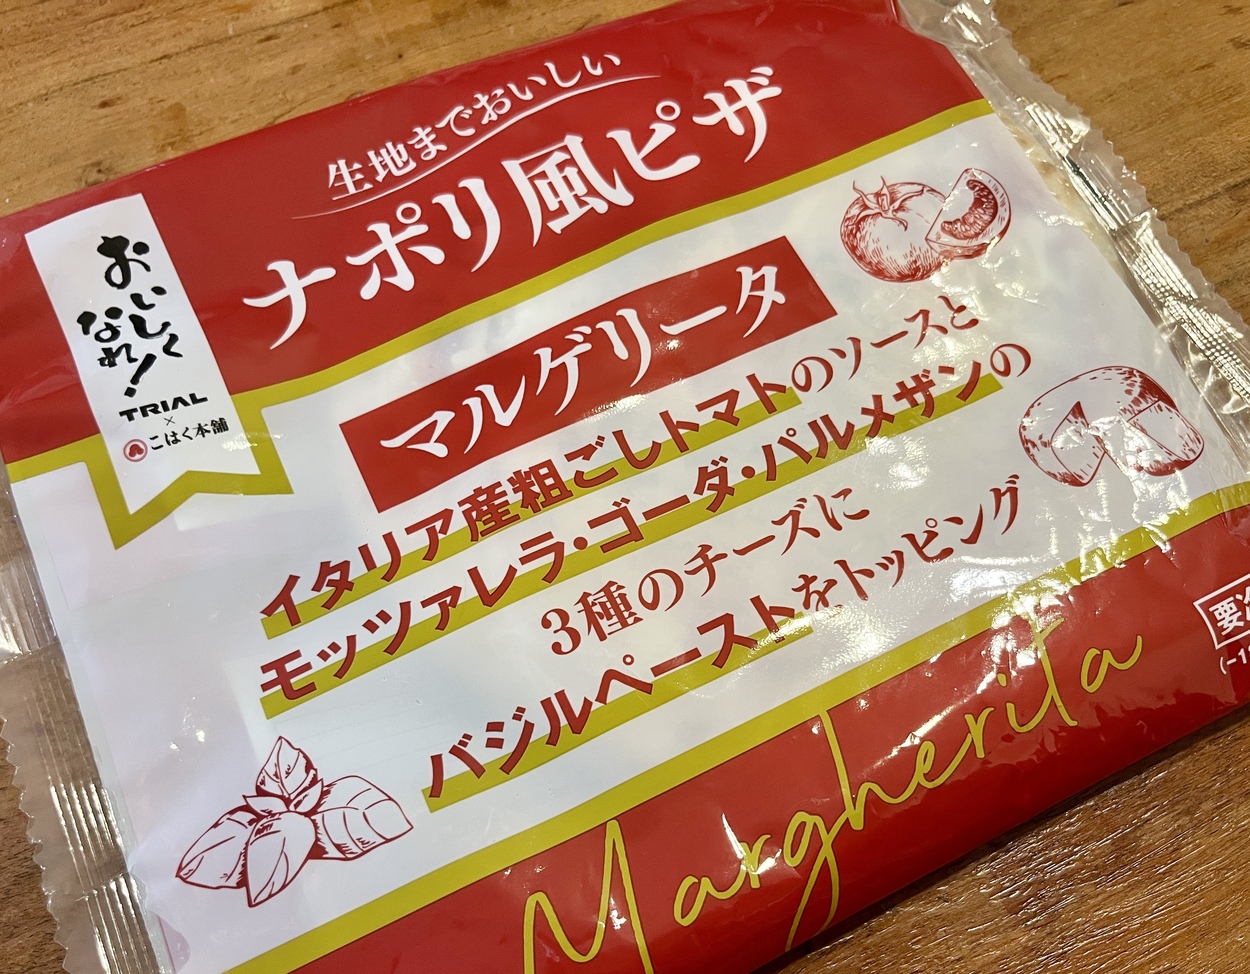 生地までおいしい
ナポリ風ピザ
おいしく
なれ!
TRIAL
×
こはく本舗
マルゲリータ
イタリア産粗ごしトマトのソースと
モッツァレラ・ゴーダ・パルメザンの
3種のチーズに
バジルペーストをトッピング
Margherita